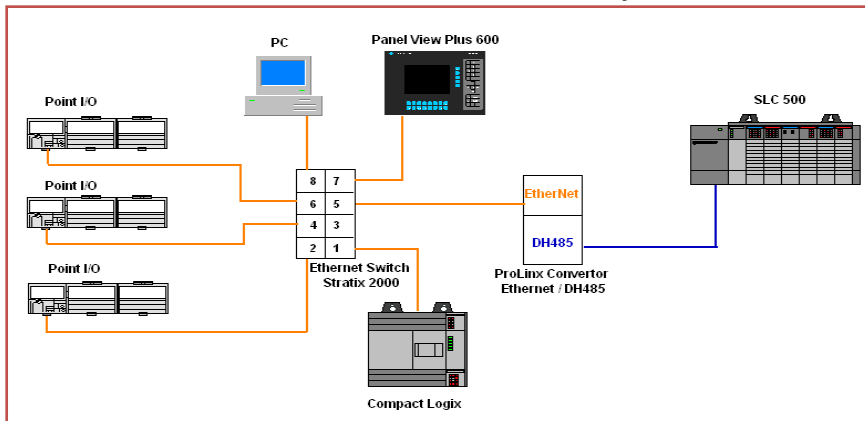 PC
Panel View Plus 600
Point I/O
SLC 500
8 7
6 5
4 3
2 1
Point I/O
EtherNet
DH485
Point I/O
Ethernet Switch
Stratix 2000
ProLinx Convertor
Ethernet / DH485
Compact Logix